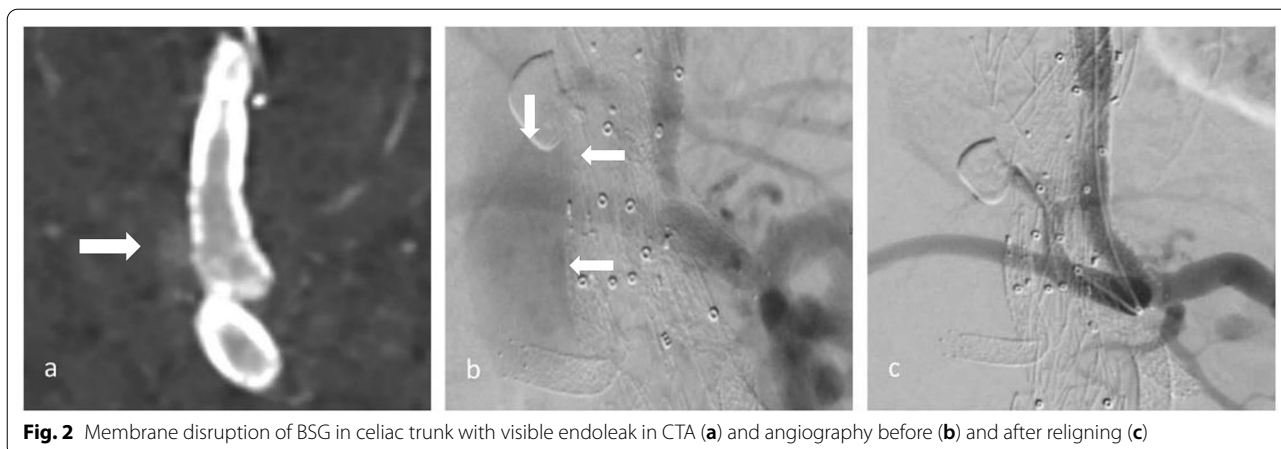 a
b
c
Fig. 2 Membrane disruption of BSG in celiac trunk with visible endoleak in CTA (a) and angiography before (b) and after religning (c)